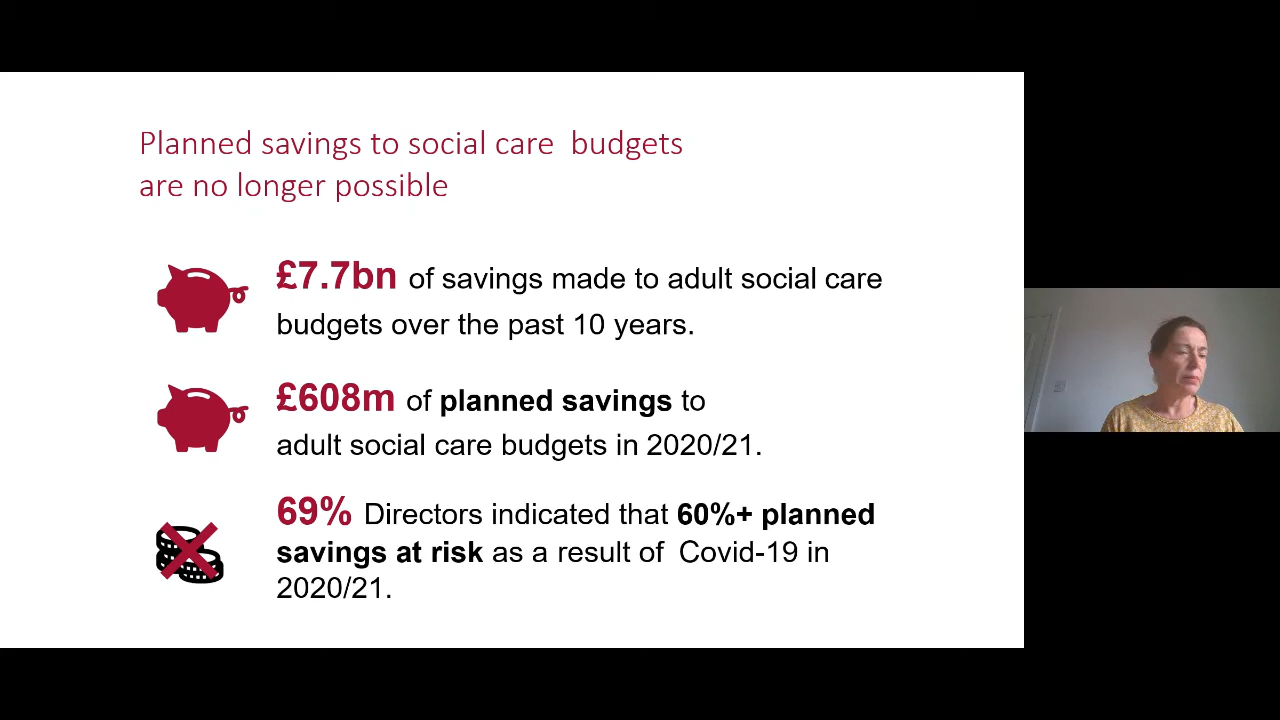 Planned savings to social care  budgets
are no longer possible
£7.7bn of savings made to adult social care
budgets over the past 10 years.
£608m of planned savings to
adult social care budgets in 2020/21.
69% Directors indicated that 60%+ planned
savings at risk as a result of  Covid-19 in
2020/21.